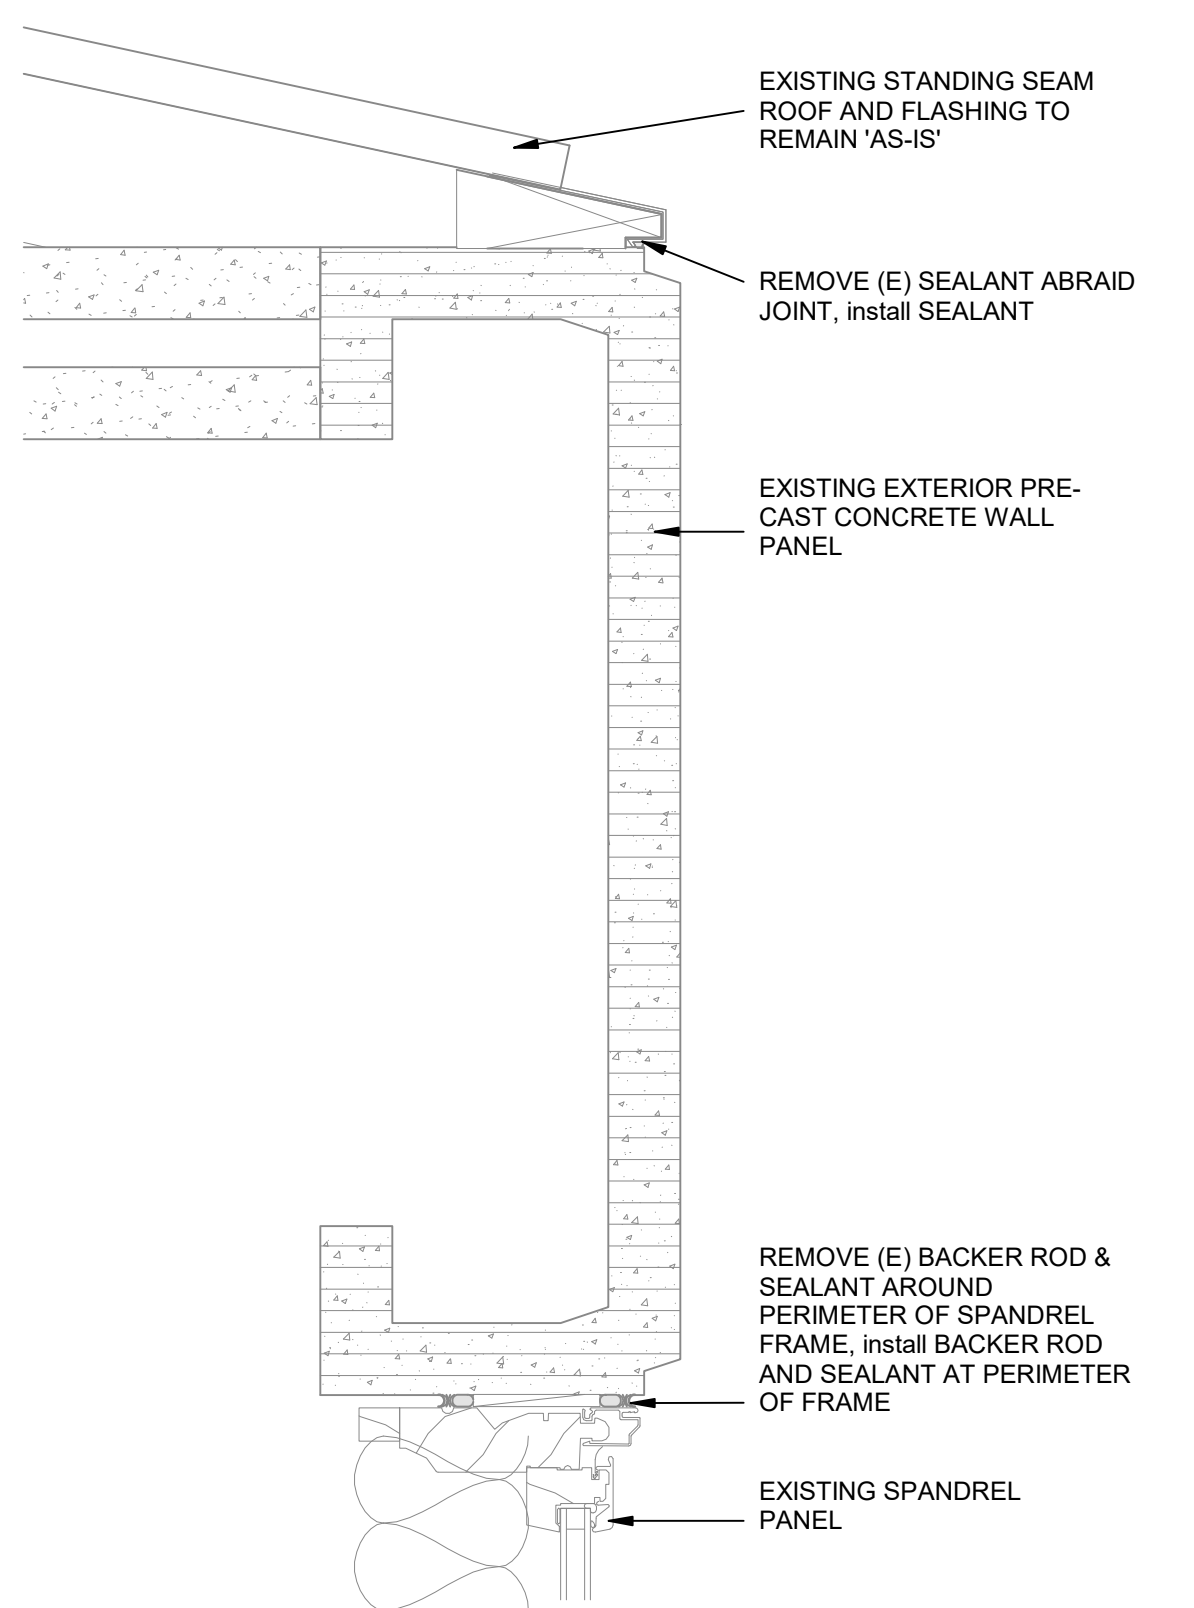 EXISTING STANDING SEAM
ROOF AND FLASHING TO
REMAIN 'AS-IS'
REMOVE (E) SEALANT ABRAID
JOINT, install SEALANT
EXISTING EXTERIOR PRE-
CAST CONCRETE WALL
PANEL
REMOVE (E) BACKER ROD &
SEALANT AROUND
PERIMETER OF SPANDREL
FRAME, install BACKER ROD
AND SEALANT AT PERIMETER
OF FRAME
EXISTING SPANDREL
PANEL